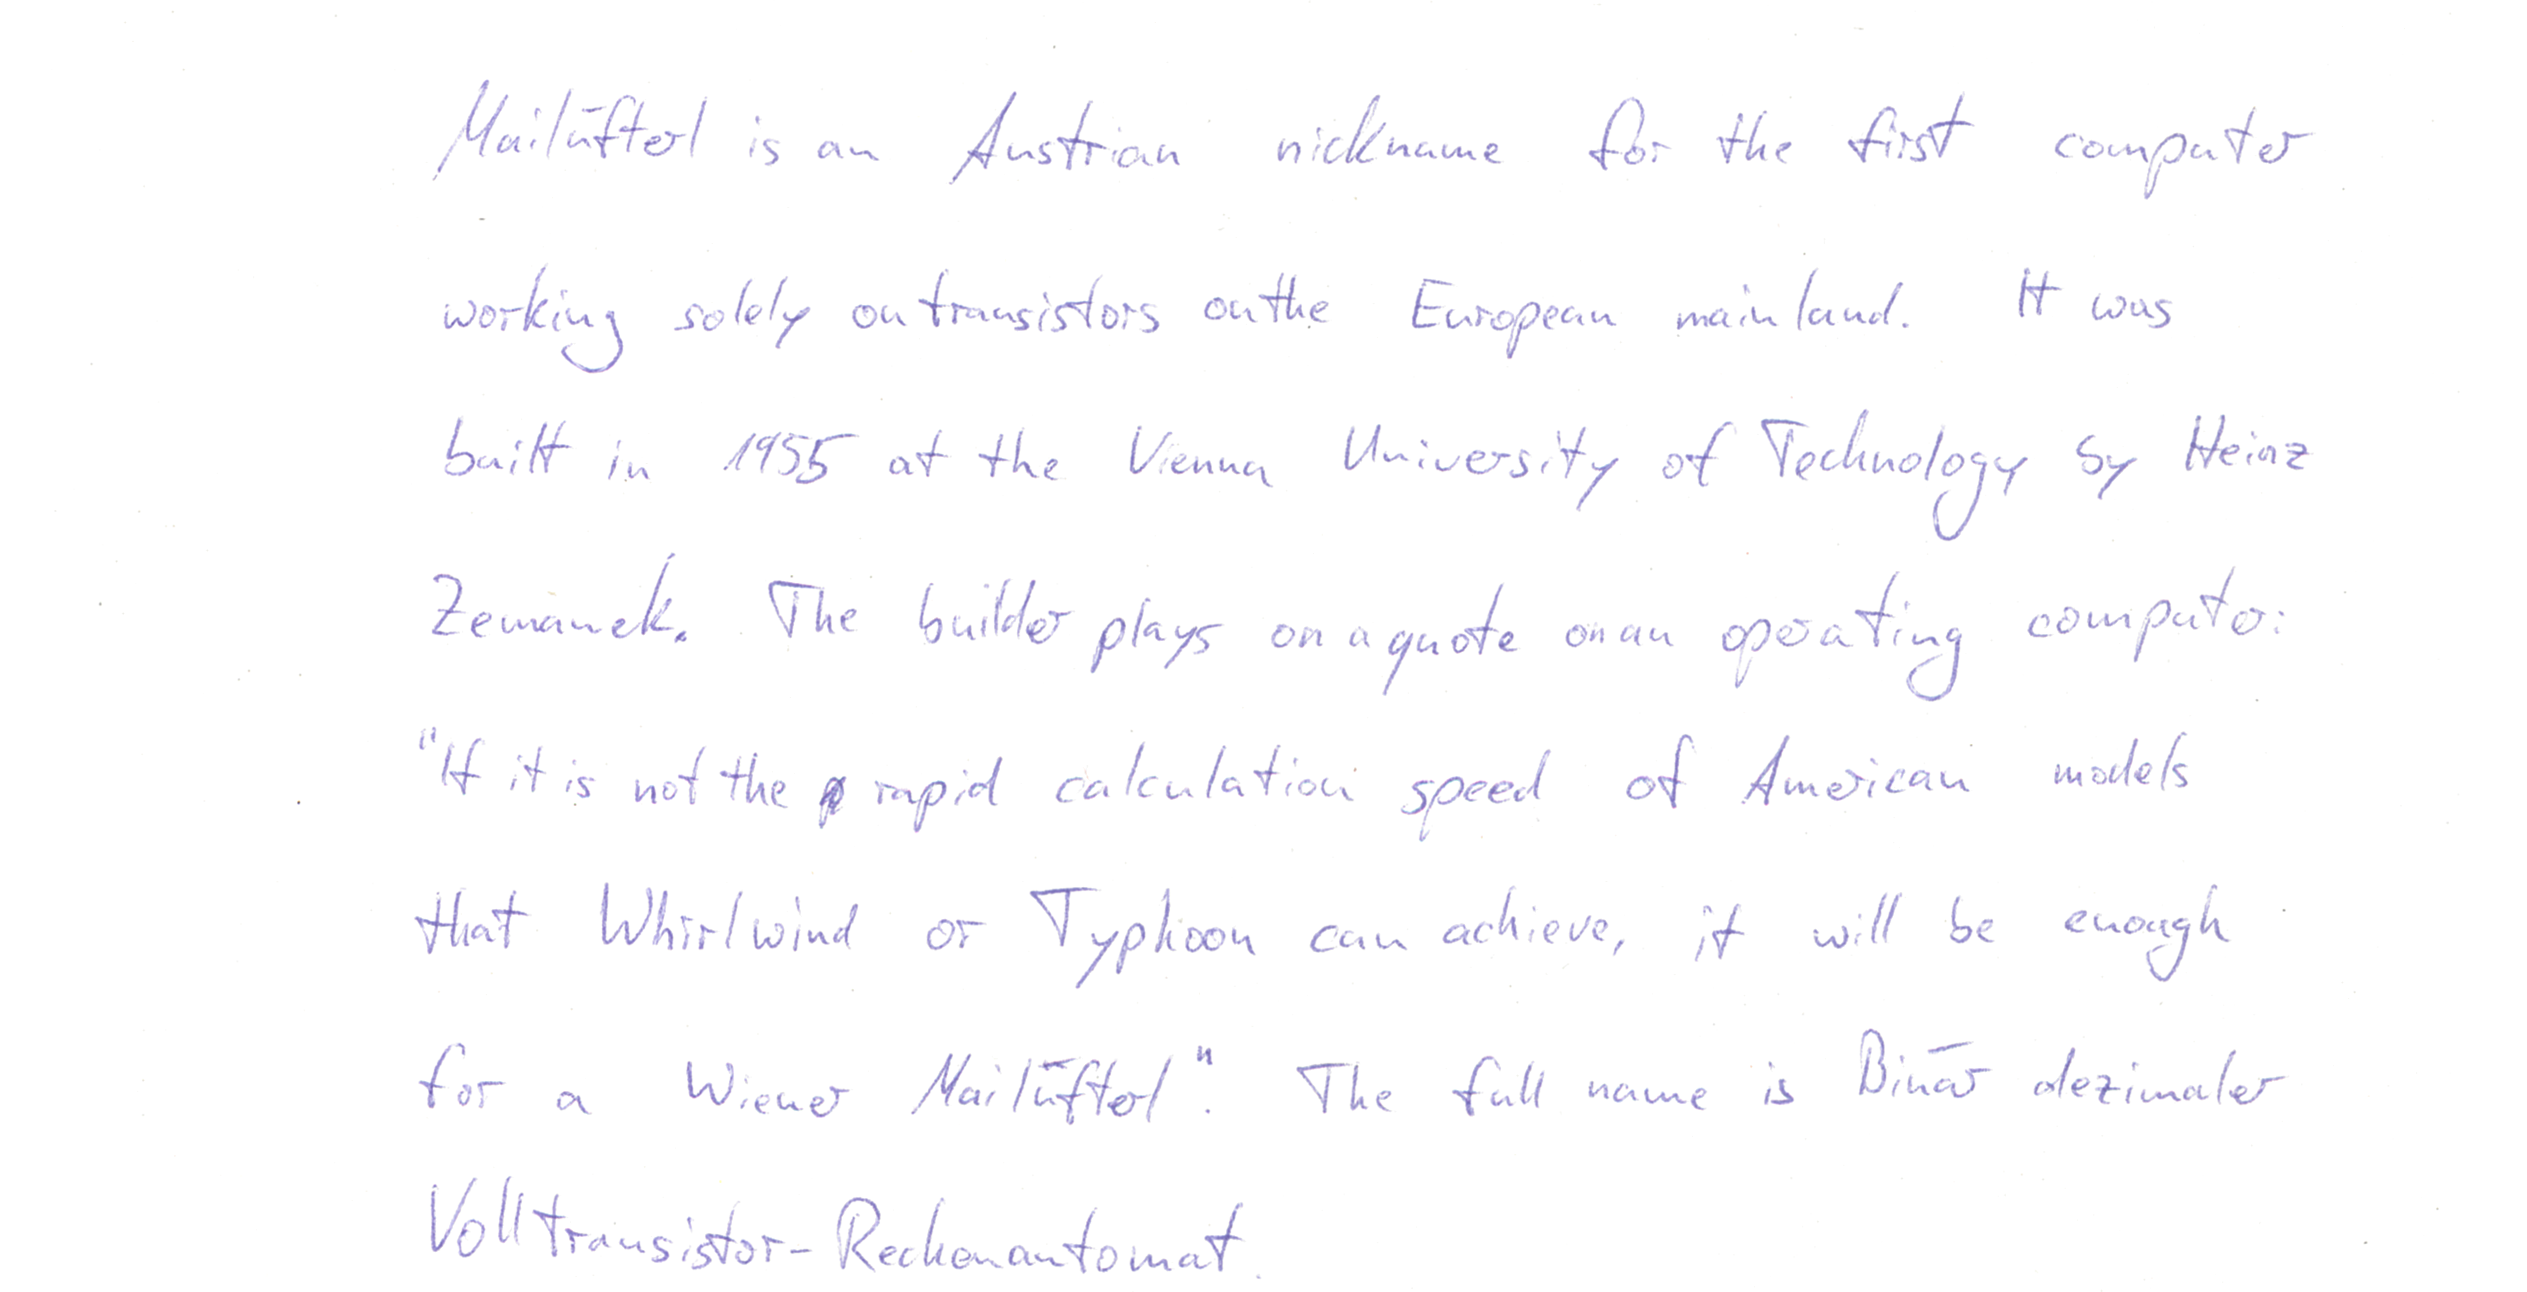 Mailüfterl is an Austrian nickname for the first computer
working solely on transistors on the European mainland. It was
built in 1955 at the Vienna University of Technology by Heinz
Zemanek. The builder plays on a quote on an operating computer:
"If it is not the rapid calculation speed of American models
that Whirlwind or Typhoon can achieve, it will be enough
for a Wiener Mailüfterl". The full name is Binär dezimaler
Volltransistor-Rechenautomat.